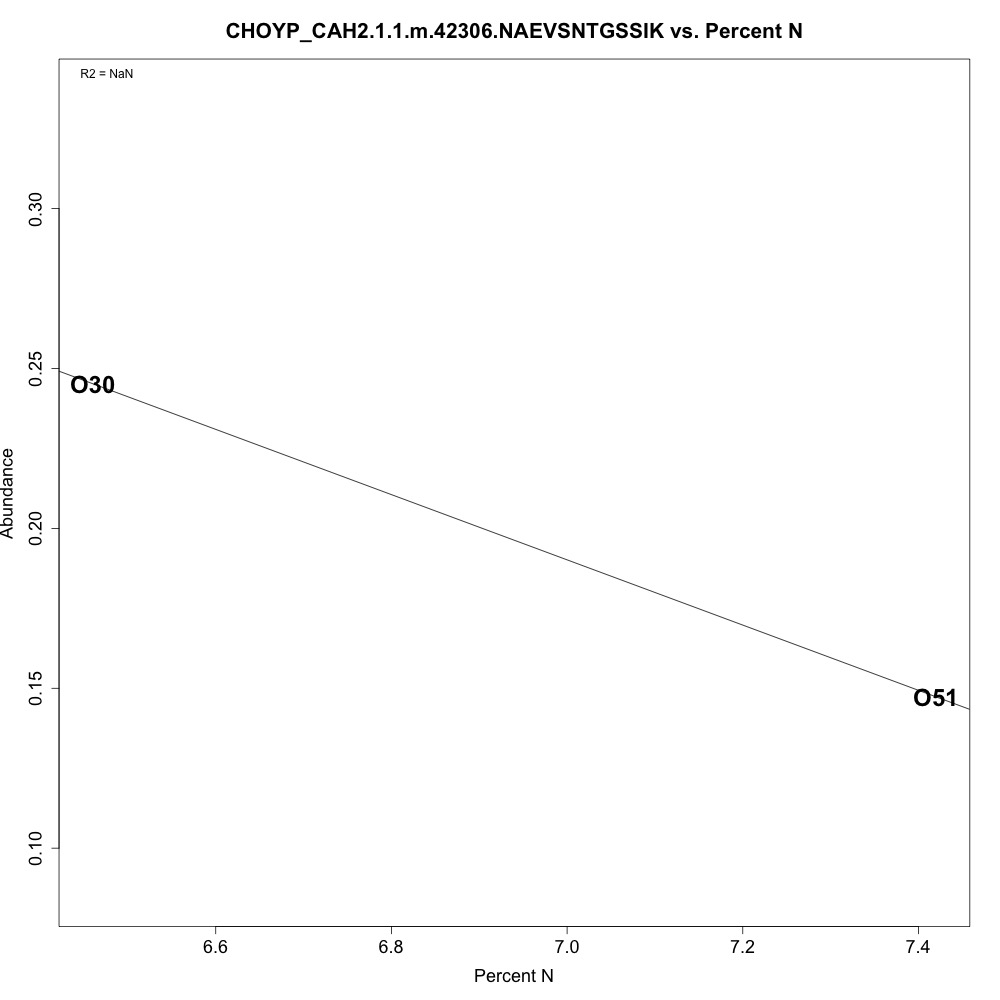 CHOYP_CAH2.1.1.m.42306.NAEVSNTGSSIK vs. Percent N
R2 = NaN
0.30
0.25
O30
Abundance
0.20
0.15
O51
0.10
6.6 6.8 7.0 7.2 7.4
Percent N